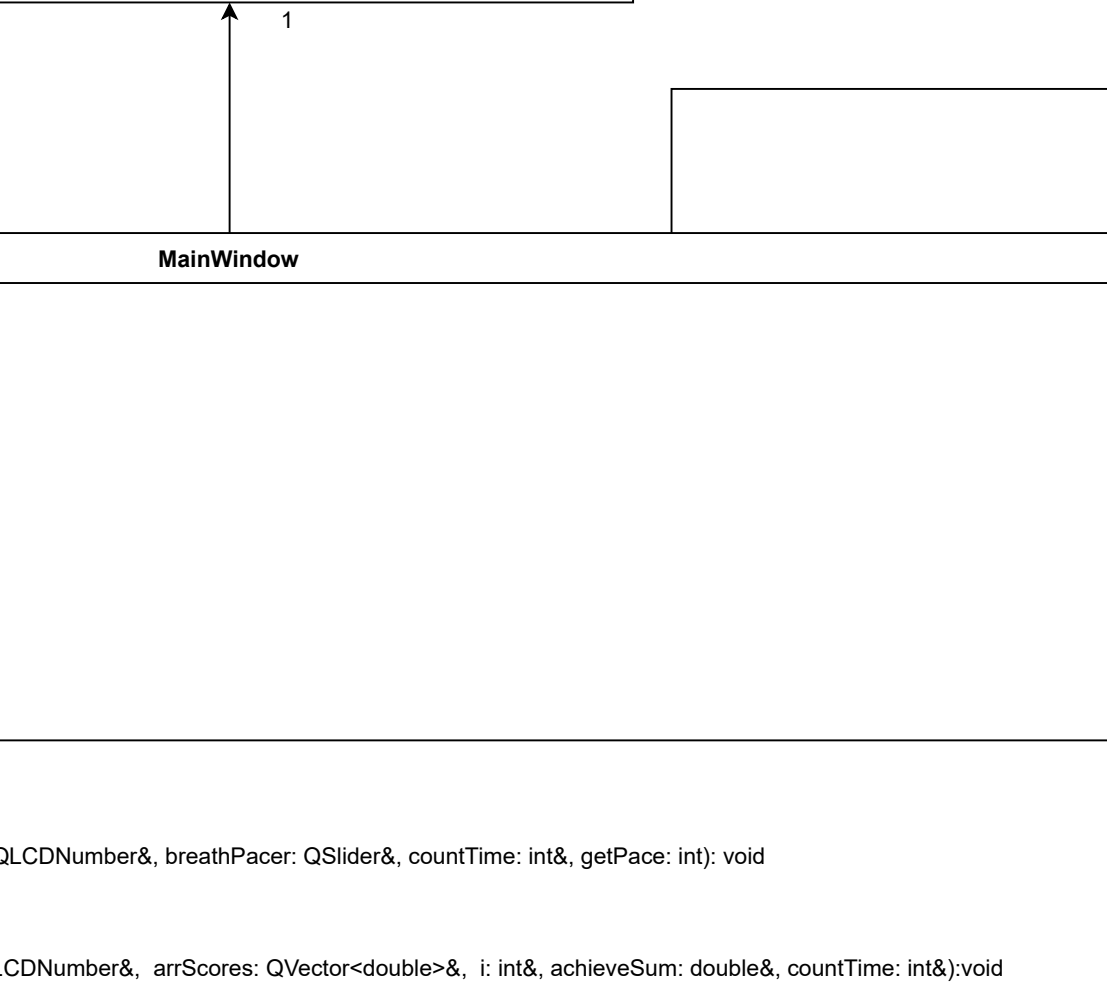 1
MainWindow
QLCDNumber&, breathPacer: QSlider&, countTime: int&, getPace: int): void
LCDNumber&, arrScores: QVector<double>&, i: int&, achieveSum: double&, countTime: int&):void